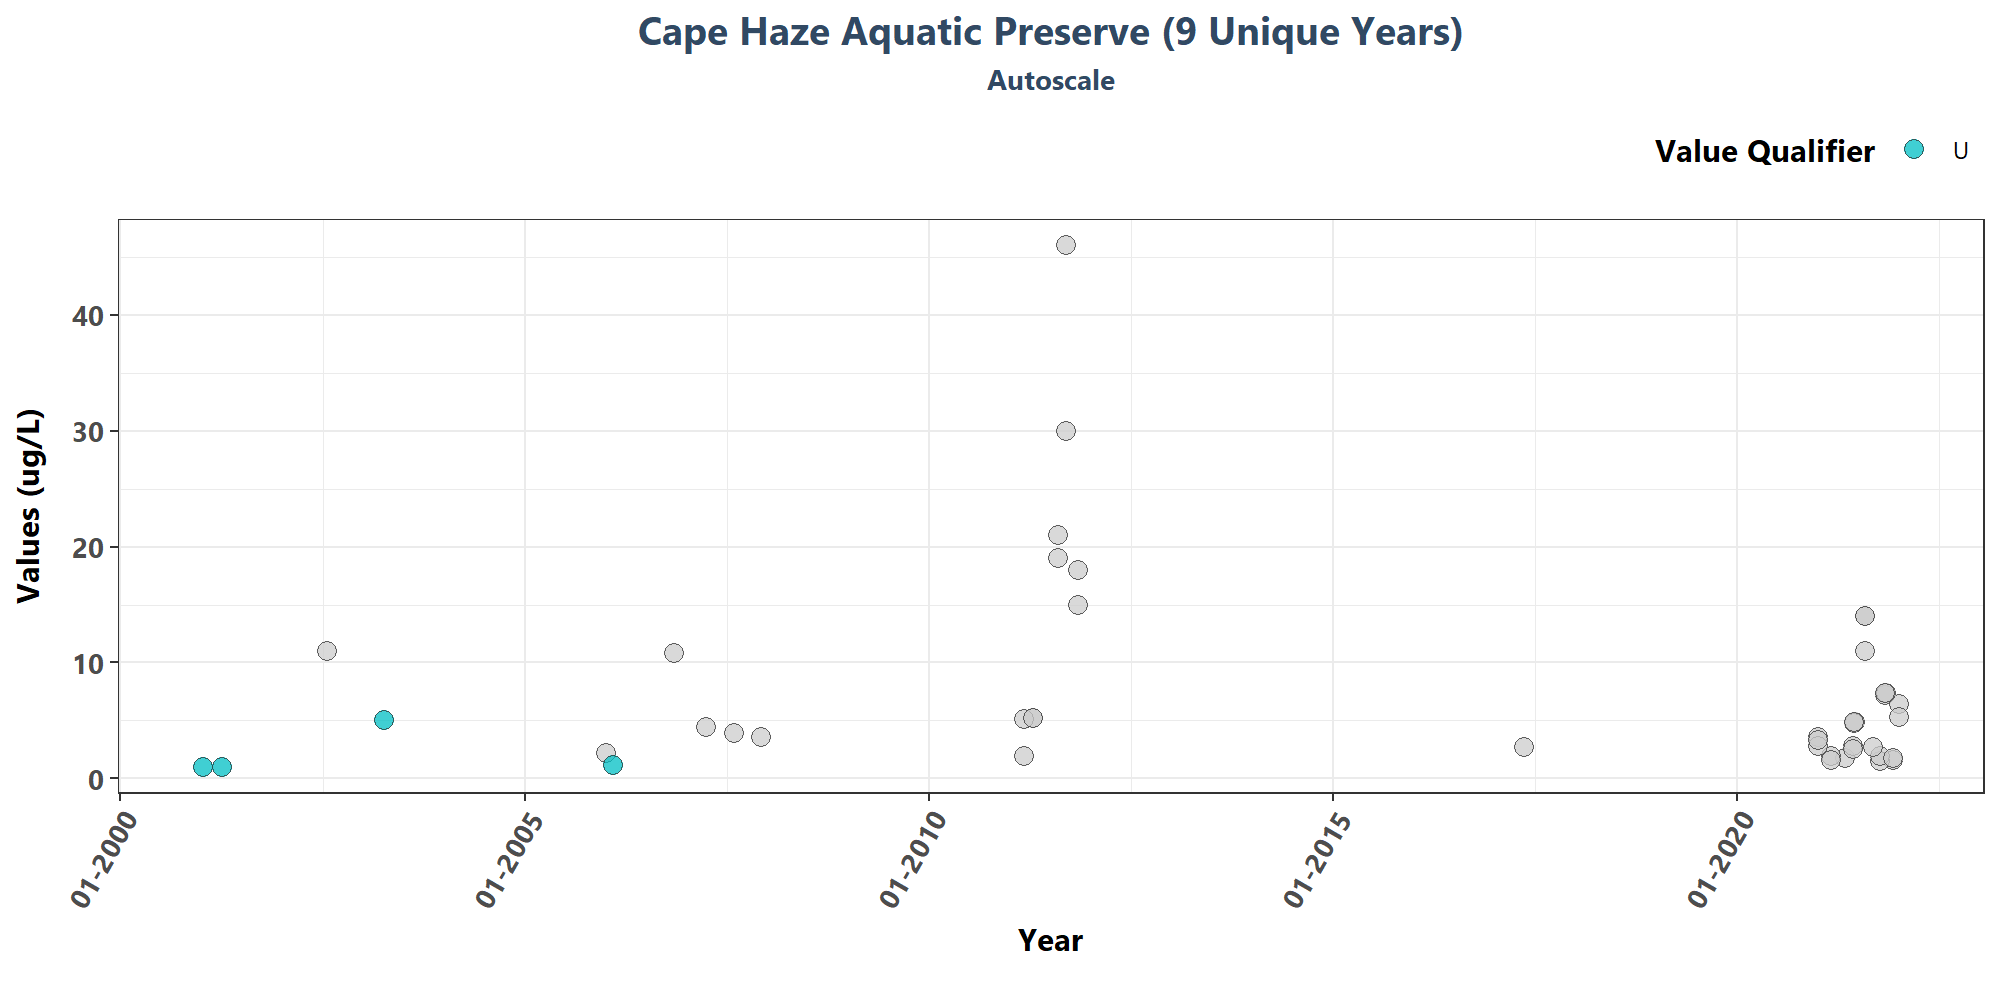 Cape Haze Aquatic Preserve (9 Unique Years)
Autoscale
Value Qualifier U
Values (ug/L)
40
30
20
10
0
01-2000 01-2005 01-2010 01-2015 01-2020
Year